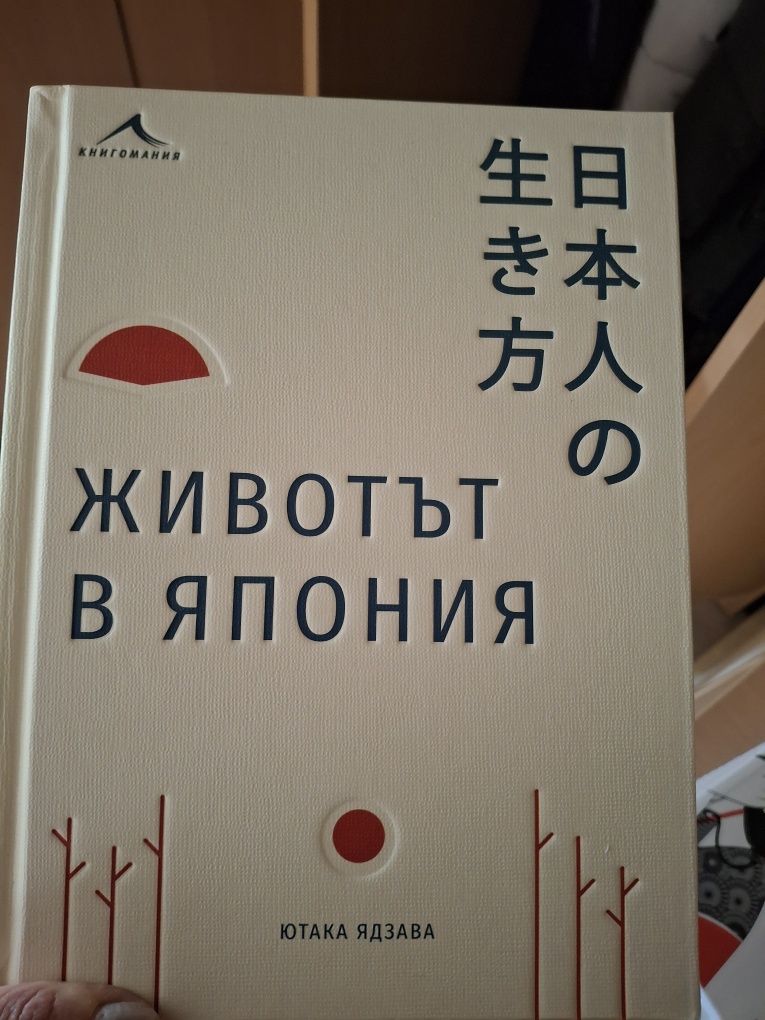 КНИГОМАНИЯ
日本人の
生き方
ЖИВОТЪТ
В ЯПОНИЯ
ЮТАКА ЯДЗАВА